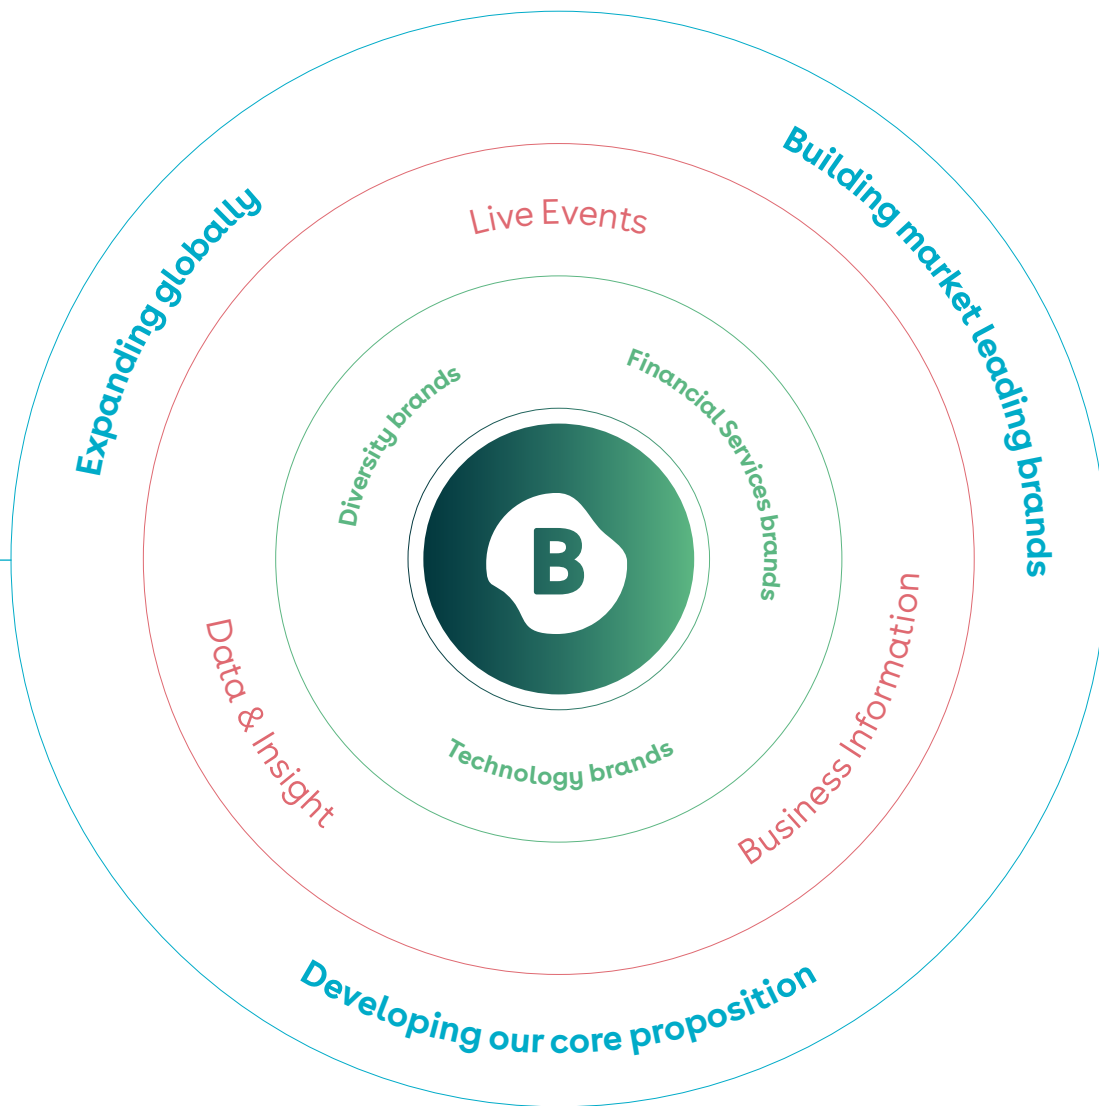 Expanding globally
Building market leading brands
Live Events
Diversity brands
Financial Services brands
B
Data & Insight
Business Information
Technology brands
Developing our core proposition